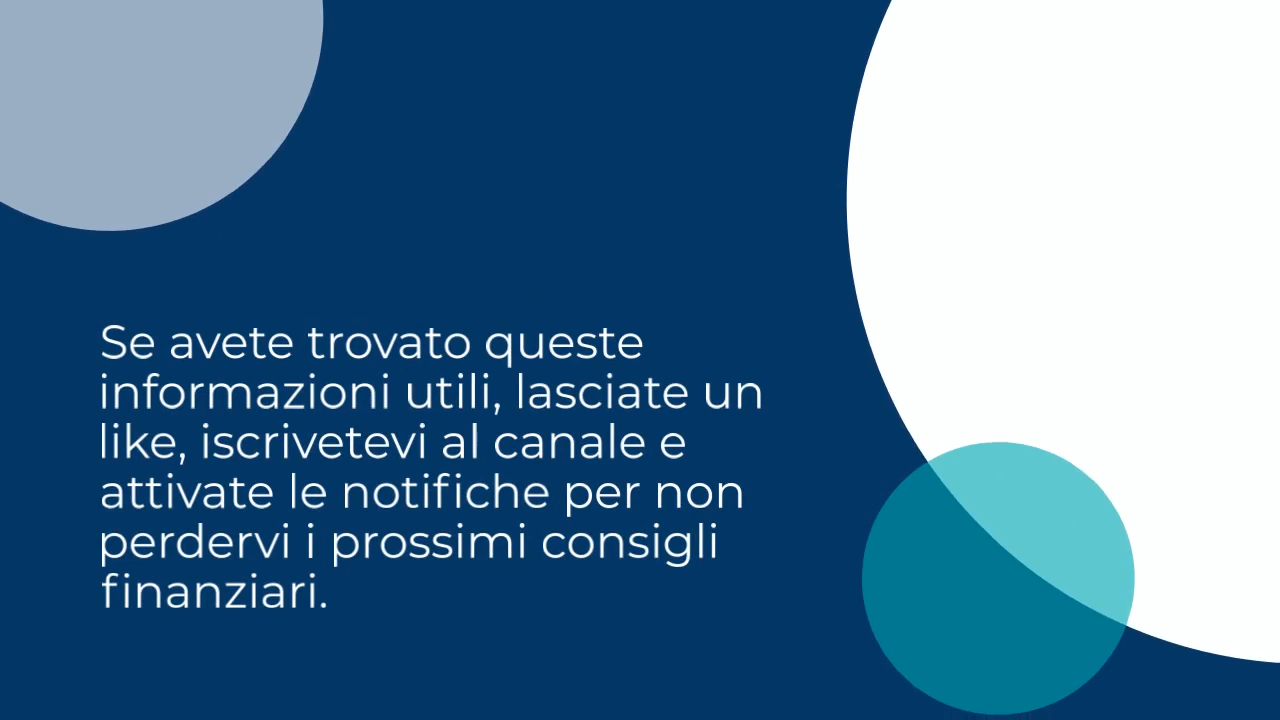 Se avete trovato queste
informazioni utili, lasciate un
like, iscrivetevi al canale e
attivate le notifiche per non
perdervi i prossimi consigli
finanziari.